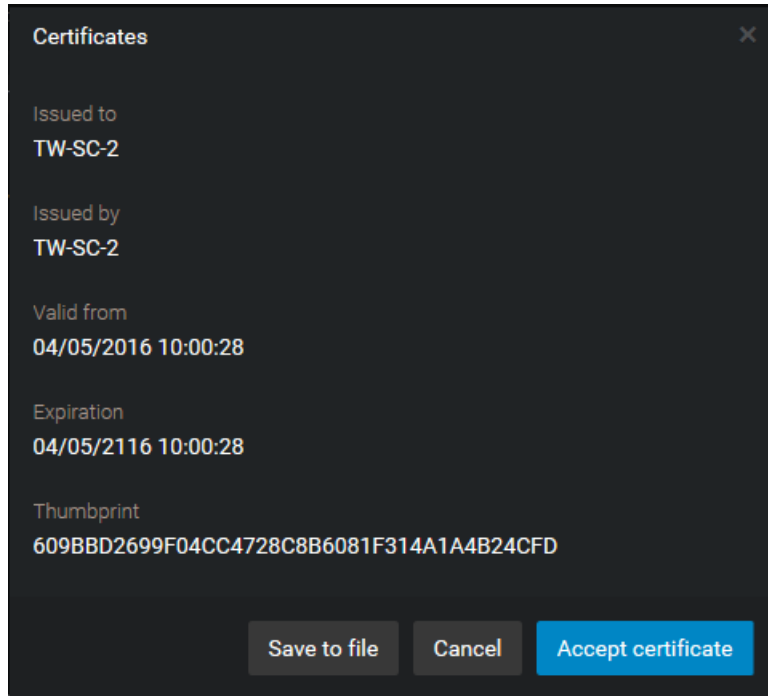 Certificates
Issued to
TW-SC-2
Issued by
TW-SC-2
Valid from
04/05/2016 10:00:28
Expiration
04/05/2116 10:00:28
Thumbprint
609BBD2699F04CC4728C8B6081F314A1A4B24CFD
Save to file Cancel Accept certificate